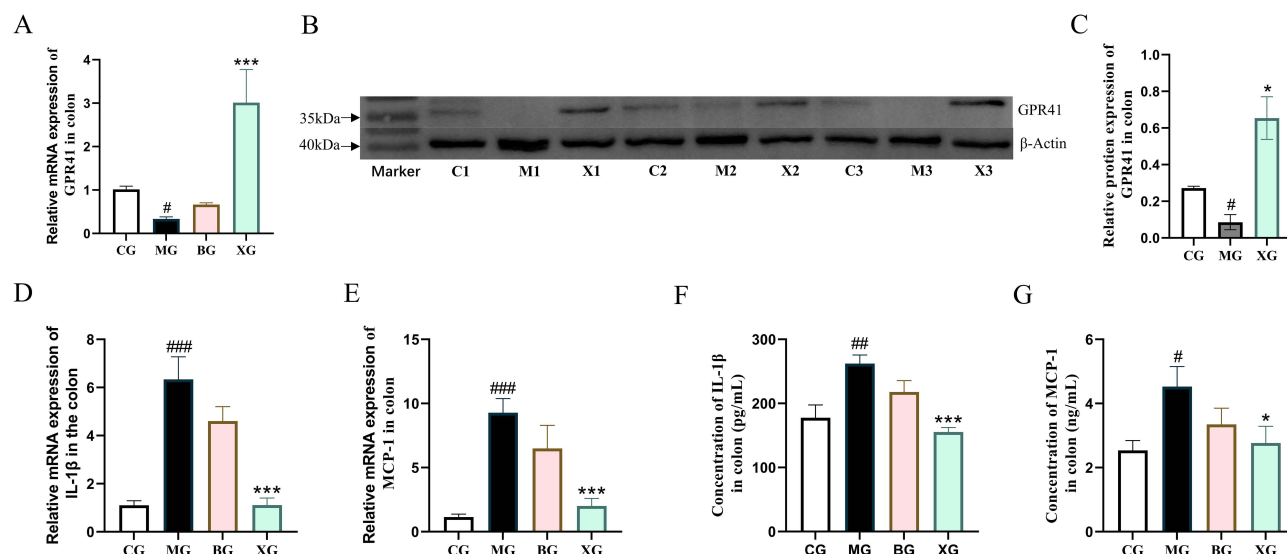 A
Relative mRNA expression of
GPR41 in colon
5
4
3
2
1
0
***
#
CG MG BG XG
B
35kDa
40kDa
GPR41
β-Actin
Marker C1 M1 X1 C2 M2 X2 C3 M3 X3
C
Relative protien expression of
GPR41 in colon
1.0
0.8
0.6
0.4
0.2
0.0
*
#
CG MG XG
D
Relative mRNA expression of
IL-1β in the colon
8
6
4
2
0
###
***
CG MG BG XG
E
Relative mRNA expression of
MCP-1 in colon
15
10
5
0
###
***
CG MG BG XG
F
Concentration of IL-1β
in colon (pg/mL)
300
200
100
0
##
***
CG MG BG XG
G
Concentration of MCP-1
in colon (ng/mL)
6
4
2
0
#
*
CG MG BG XG